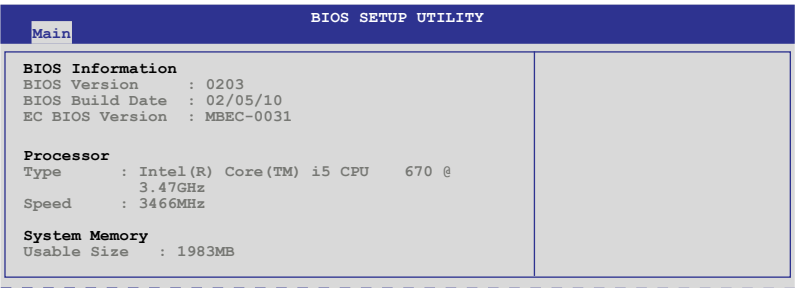 BIOS SETUP UTILITY
Main
BIOS Information
BIOS Version : 0203
BIOS Build Date : 02/05/10
EC BIOS Version : MBEC-0031
Processor
Type : Intel(R) Core(TM) i5 CPU 670 @
3.47GHz
Speed : 3466MHz
System Memory
Usable Size : 1983MB